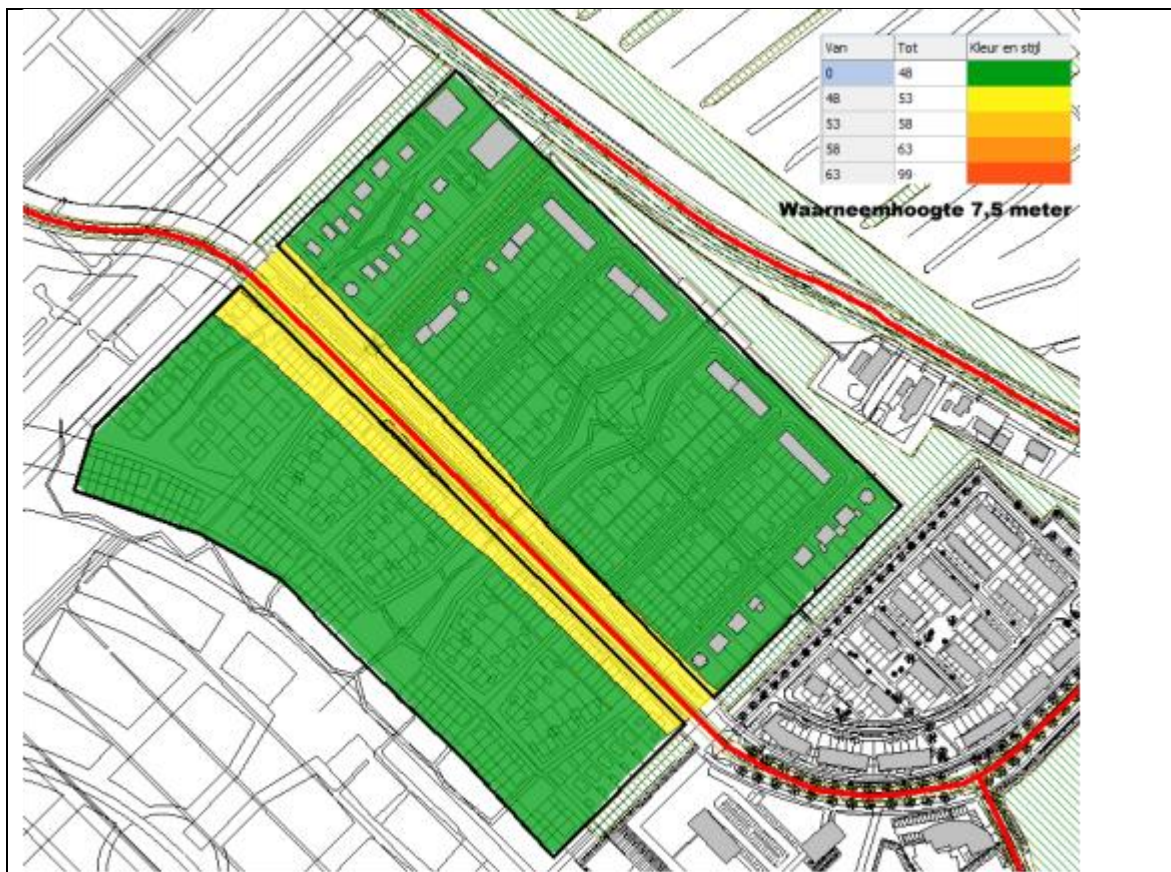 Van Tot Kleur en stijl
0 48
48 53
53 58
58 63
63 99
Waarneemhoogte 7,5 meter